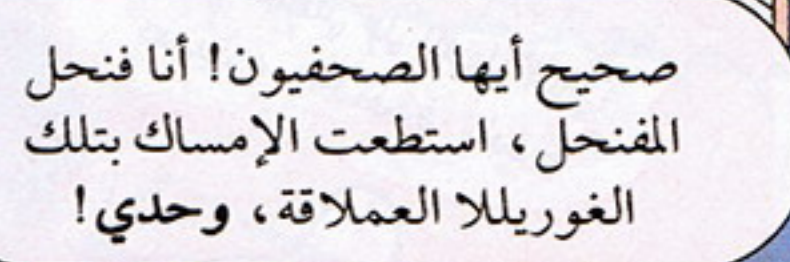 صحيح أيها الصحفيون! أنا فنحل
المفنحل، استطعت الإمساك بتلك
الغوريللا العملاقة، وحدي!